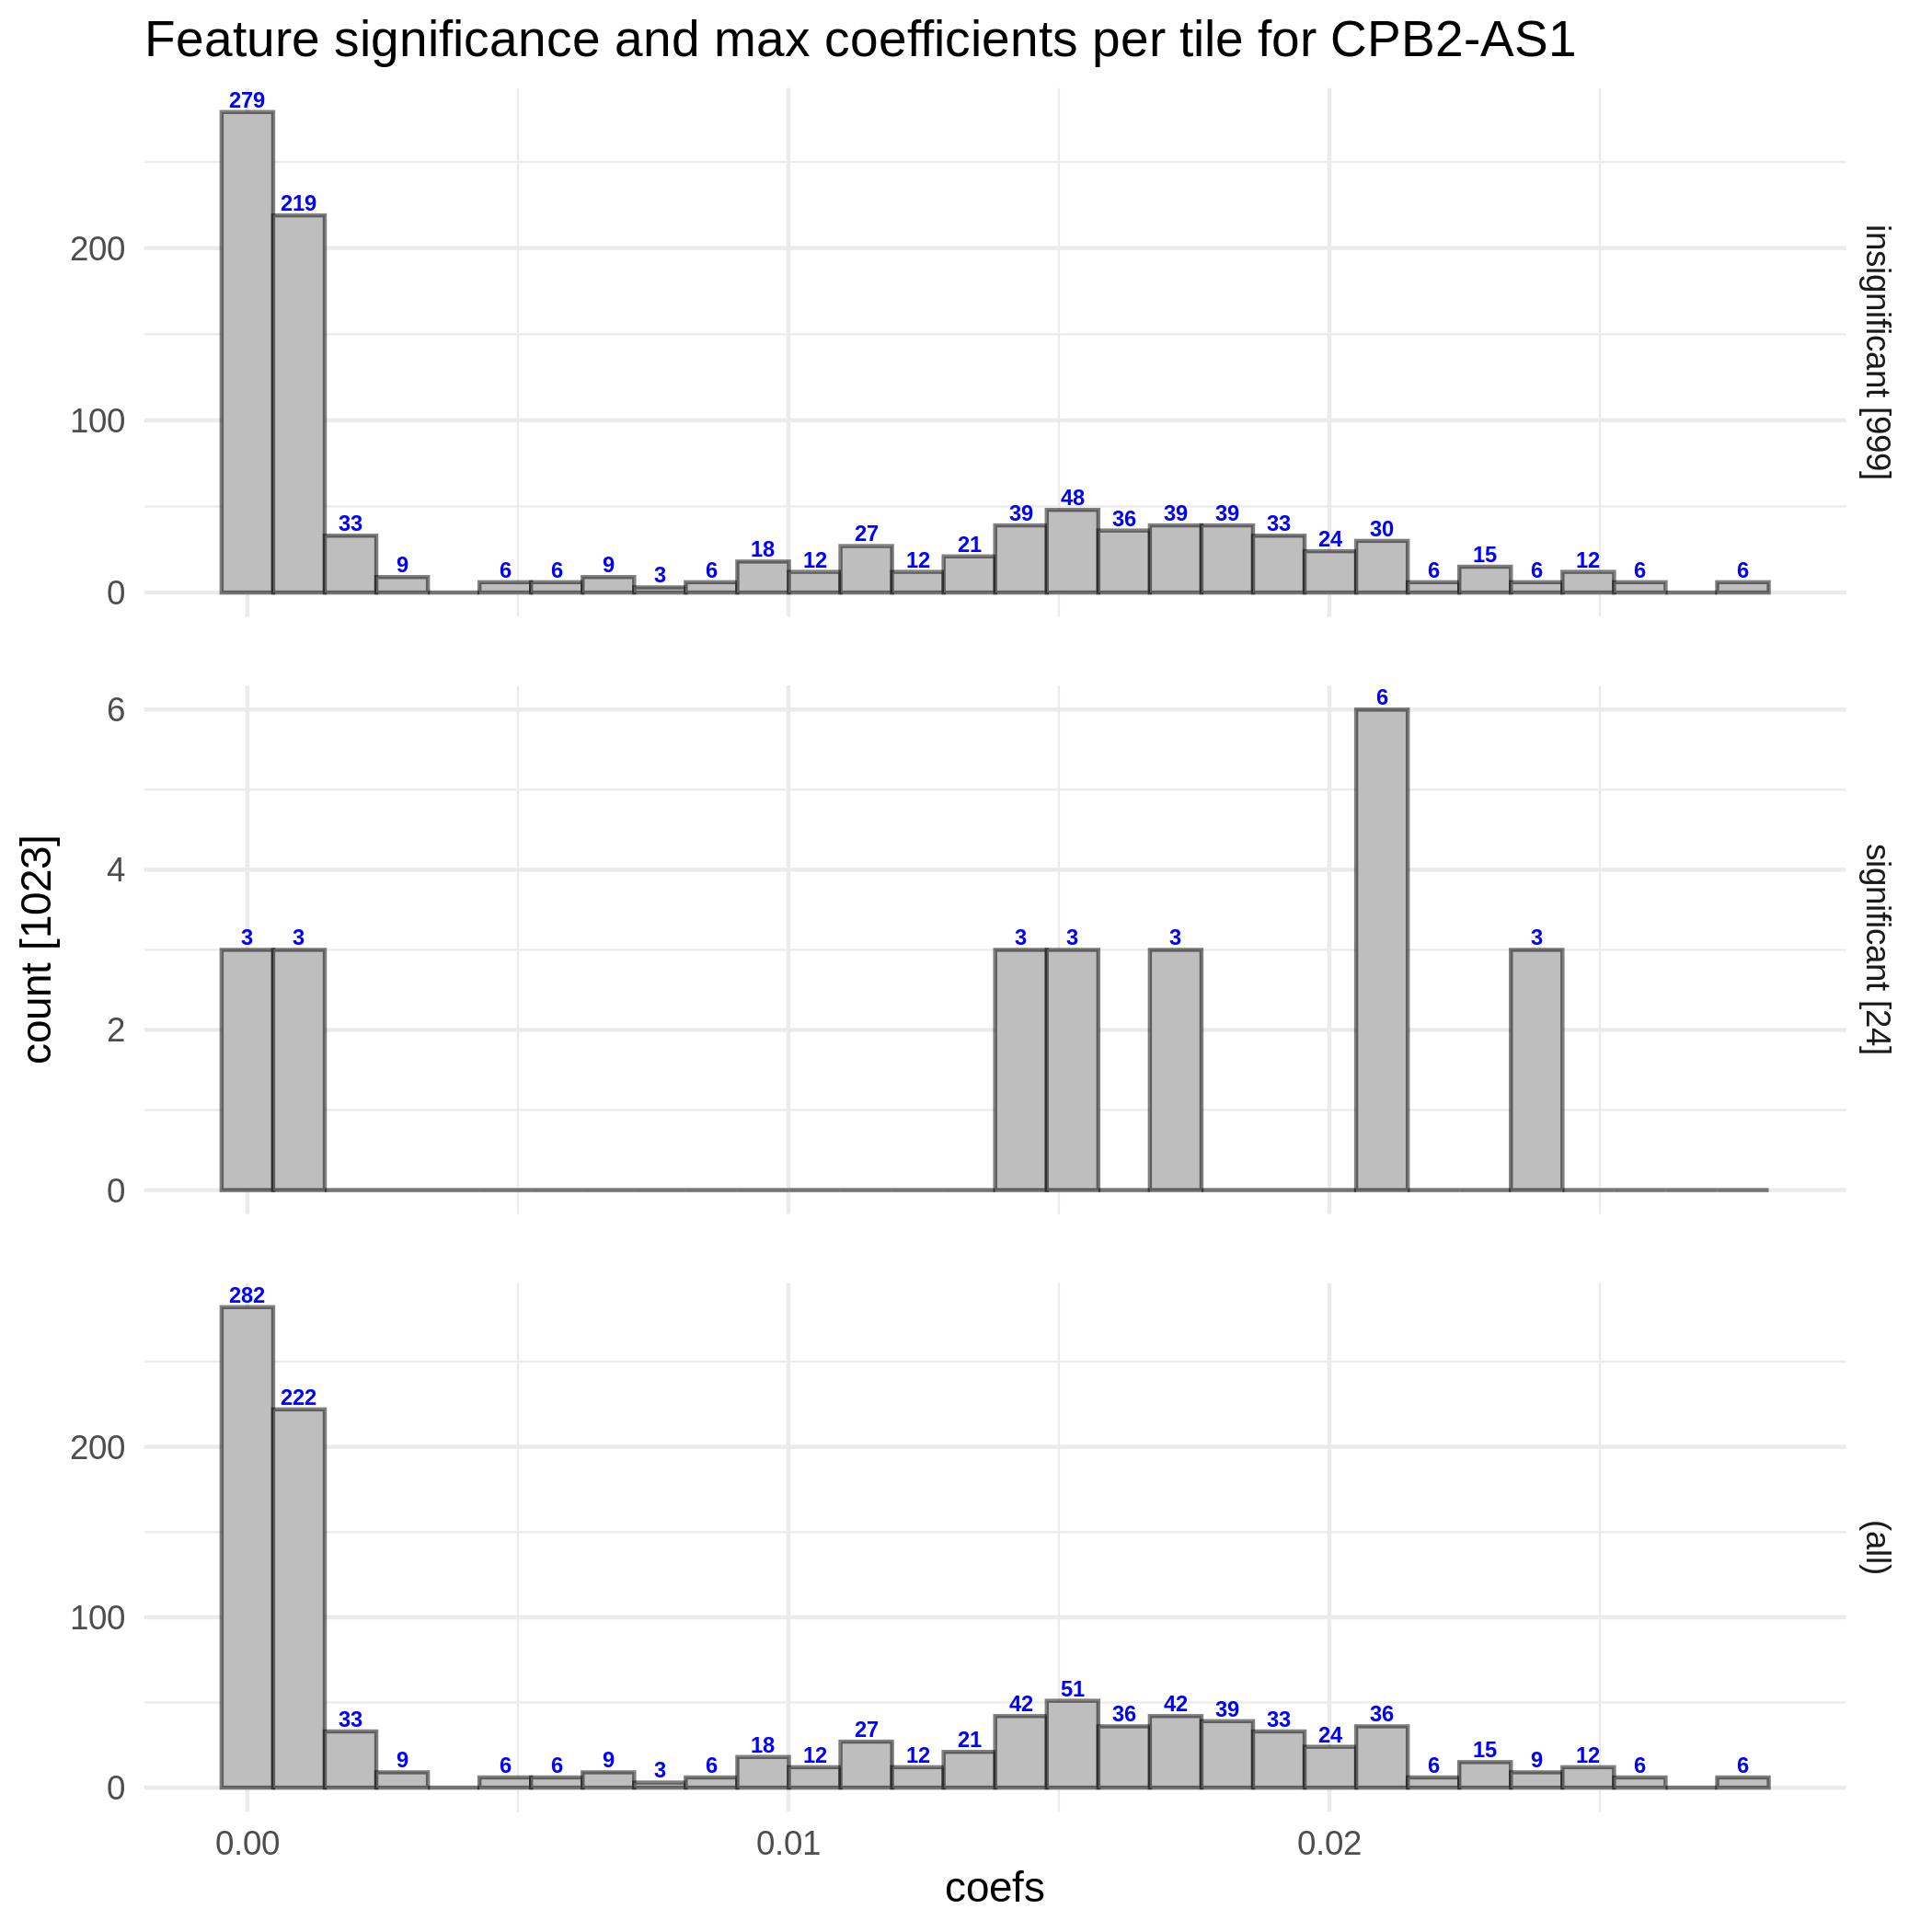 Feature significance and max coefficients per tile for CPB2-AS1
279
219
33 9 6 6 9 3 6 18 12 27 12 21 39 48 36 39 39 33 24 30 6 15 6 12 6 6
200
100
0
insignificant [999]
6
3 3 3 3 3 3
6
4
2
0
significant [24]
count [1023]
282
222
33 9 6 6 9 3 6 18 12 27 12 21 42 51 36 42 39 33 24 36 6 15 9 12 6 6
200
100
0
(all)
0.00 0.01 0.02
coefs